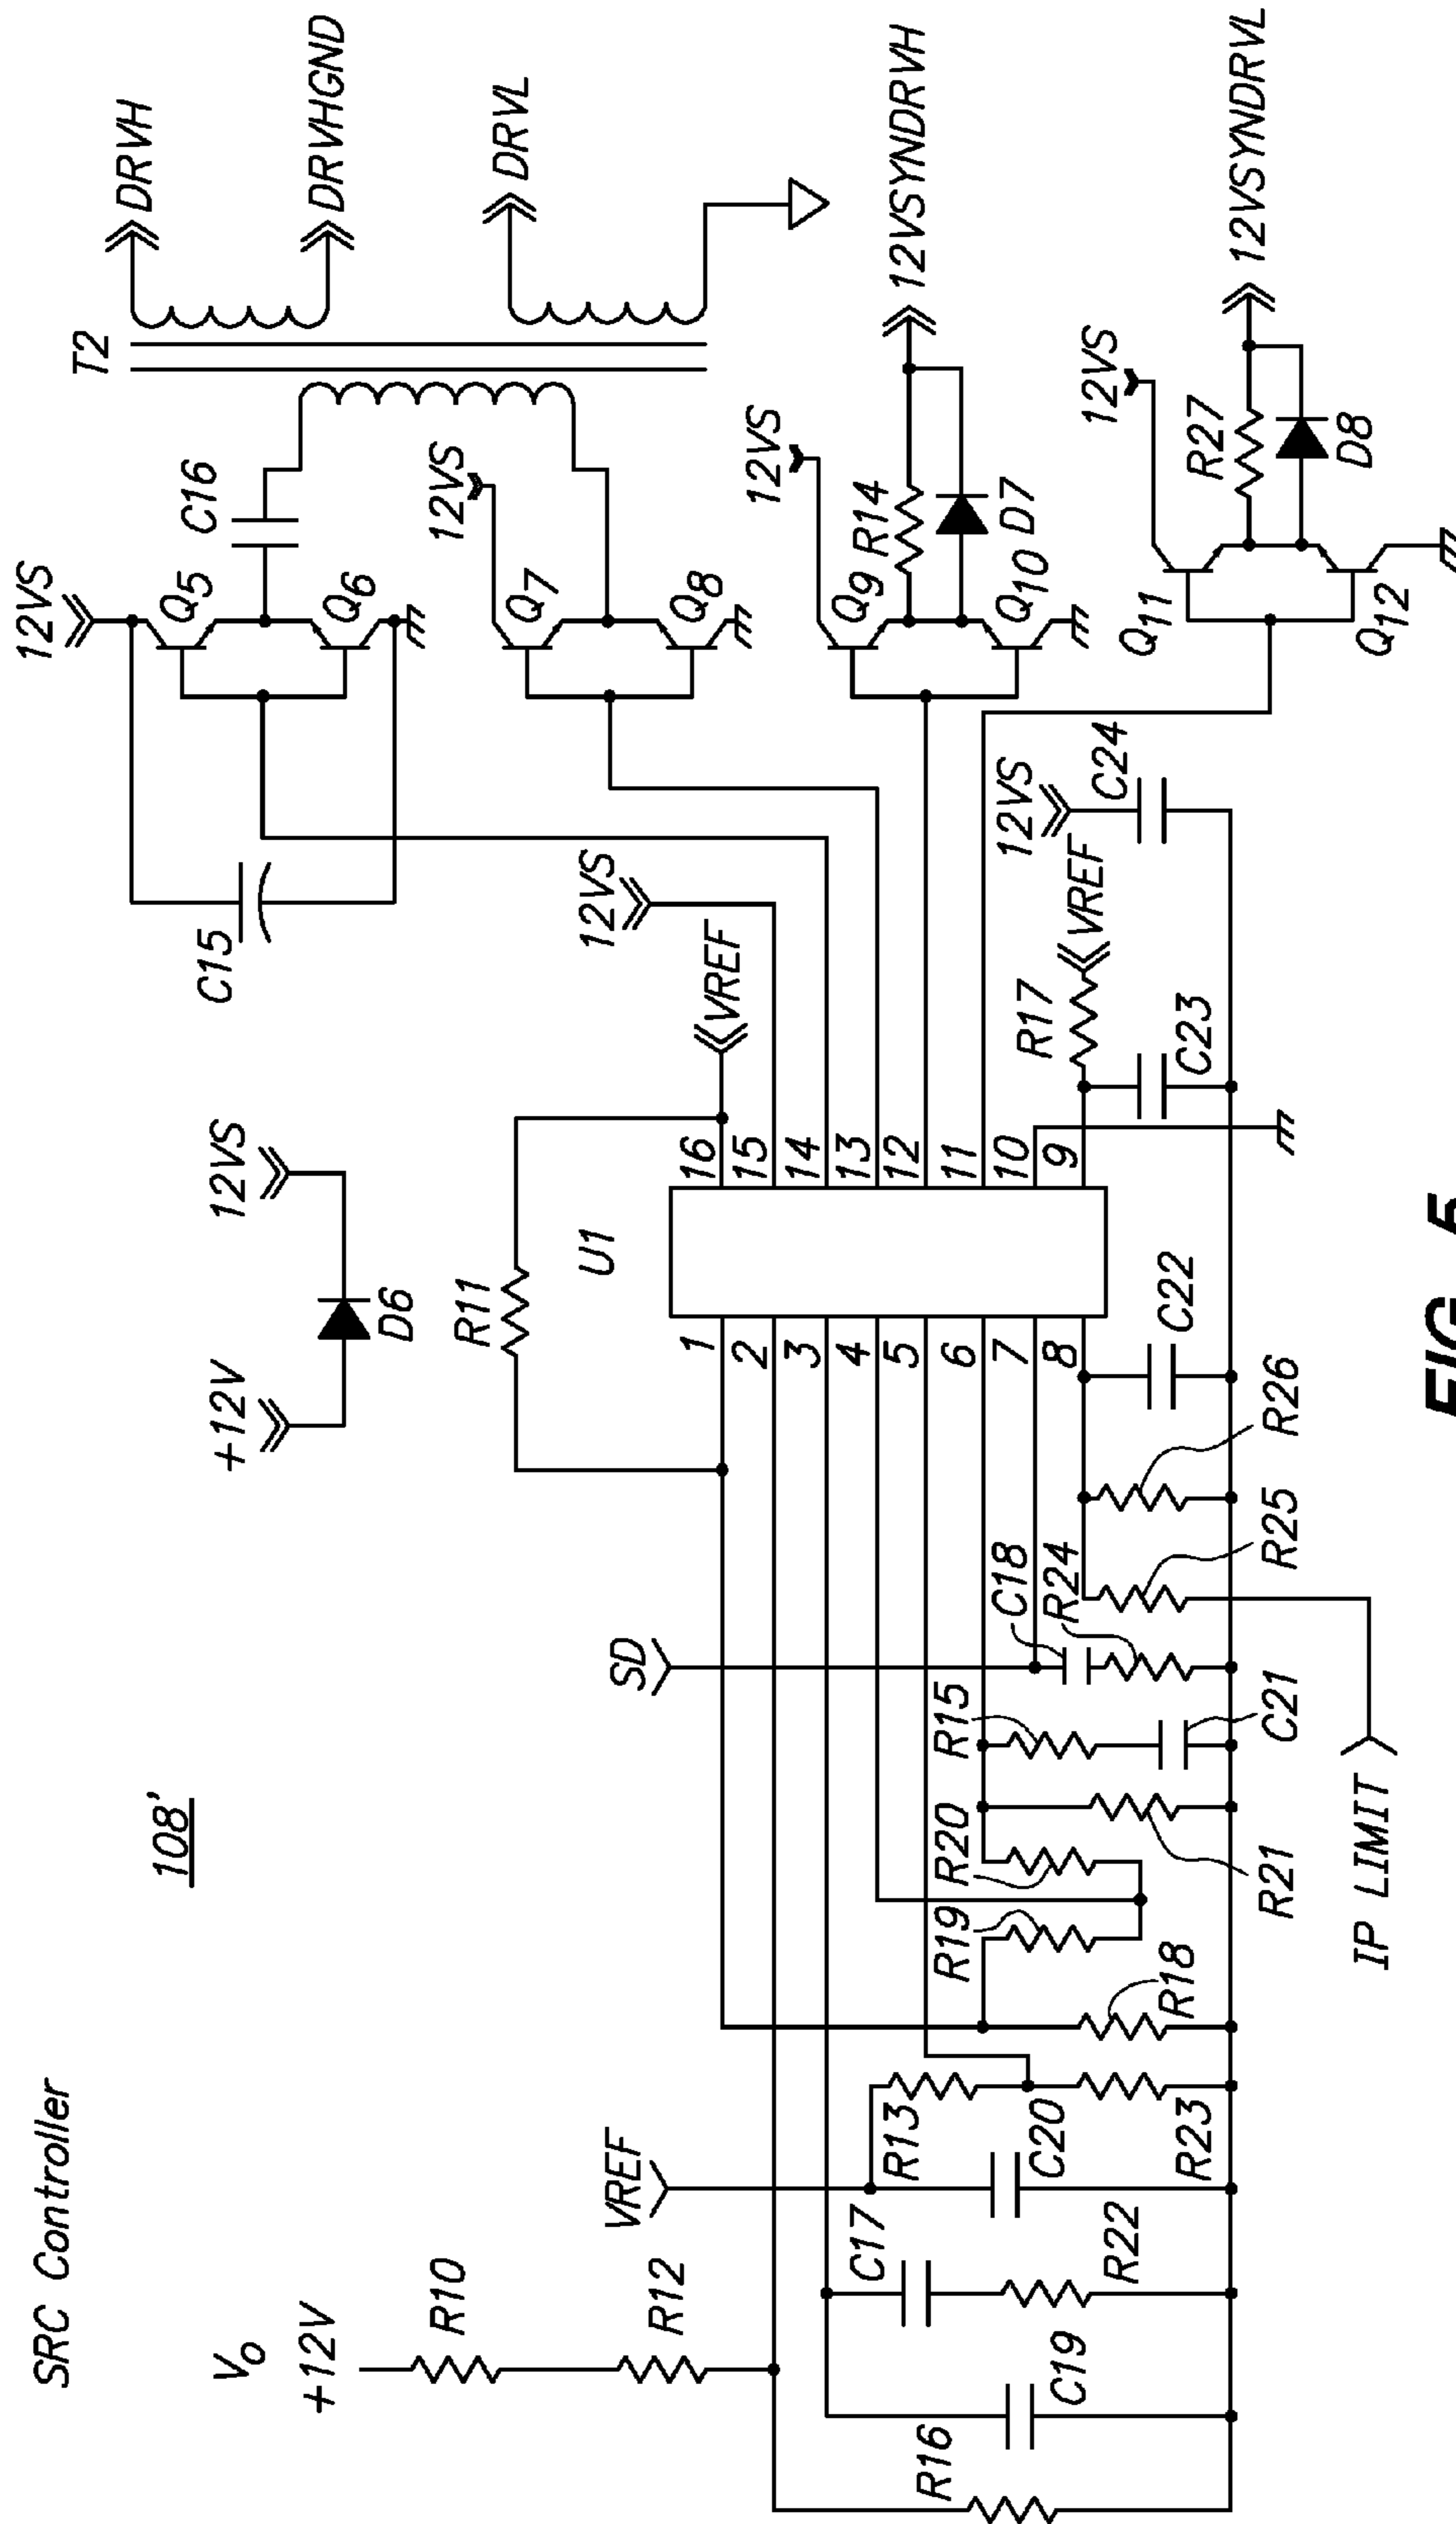 SRC Controller
108'
V₀
+12V
R10
R12
R16
C19
C17
R22
VREF
R13
C20
R23
R18
R19
R20
R21
R15
C21
SD
C18
R24
R25
R26
C22
IP LIMIT
+12V
12VS
D6
R11
U1
1
2
3
4
5
6
7
8
16
15
14
13
12
11
10
9
VREF
12VS
R17
VREF
C23
12VS
C24
C15
12VS
Q5
Q6
C16
12VS
Q7
Q8
T2
DRVH
DRVHGND
DRVL
12VS
Q9
Q10
R14
D7
12VSYNDRVH
12VS
Q11
Q12
R27
D8
12VSYNDRVL
FIG. 5